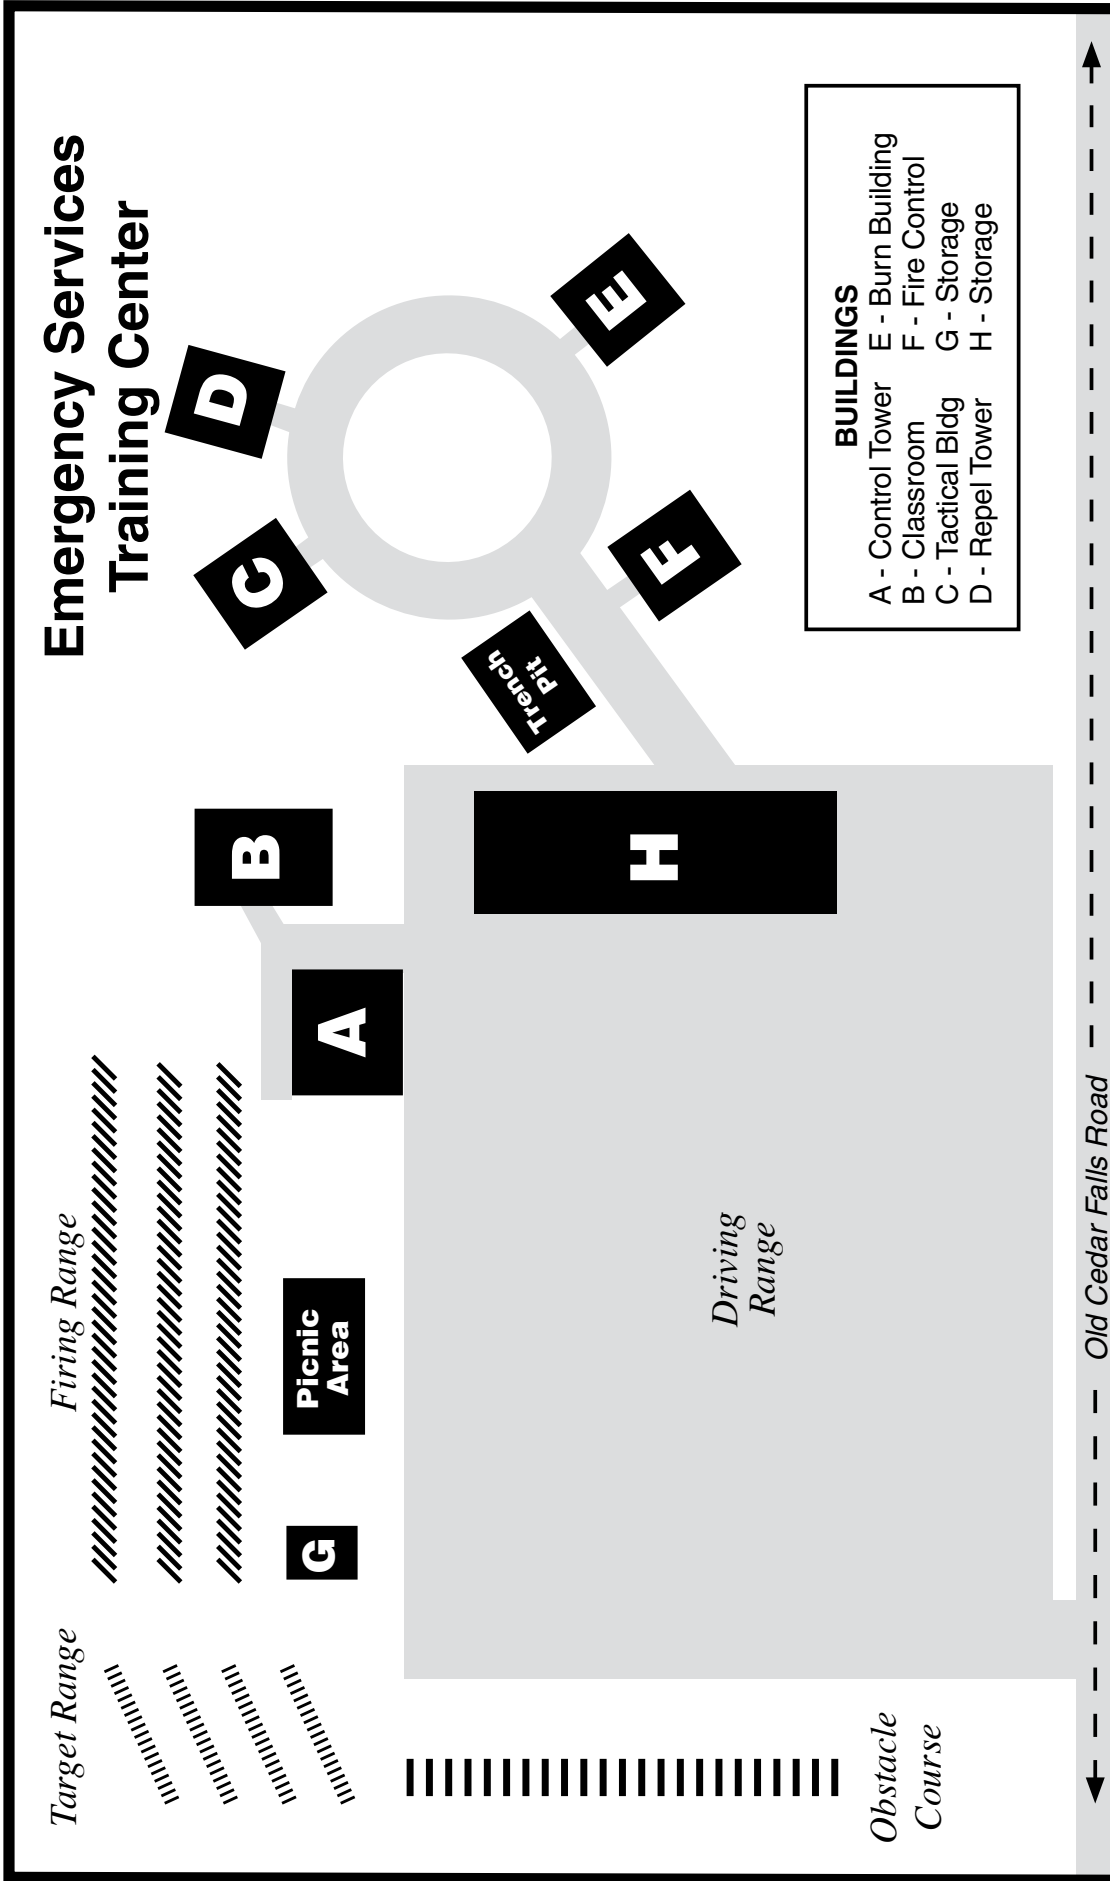 Emergency Services
Training Center
Target Range
Firing Range
D
C
E
F
B
A
G
Picnic
Area
Trench
Pit
H
Driving
Range
Obstacle
Course
BUILDINGS
A - Control Tower E - Burn Building
B - Classroom F - Fire Control
C - Tactical Bldg G - Storage
D - Repel Tower H - Storage
Old Cedar Falls Road